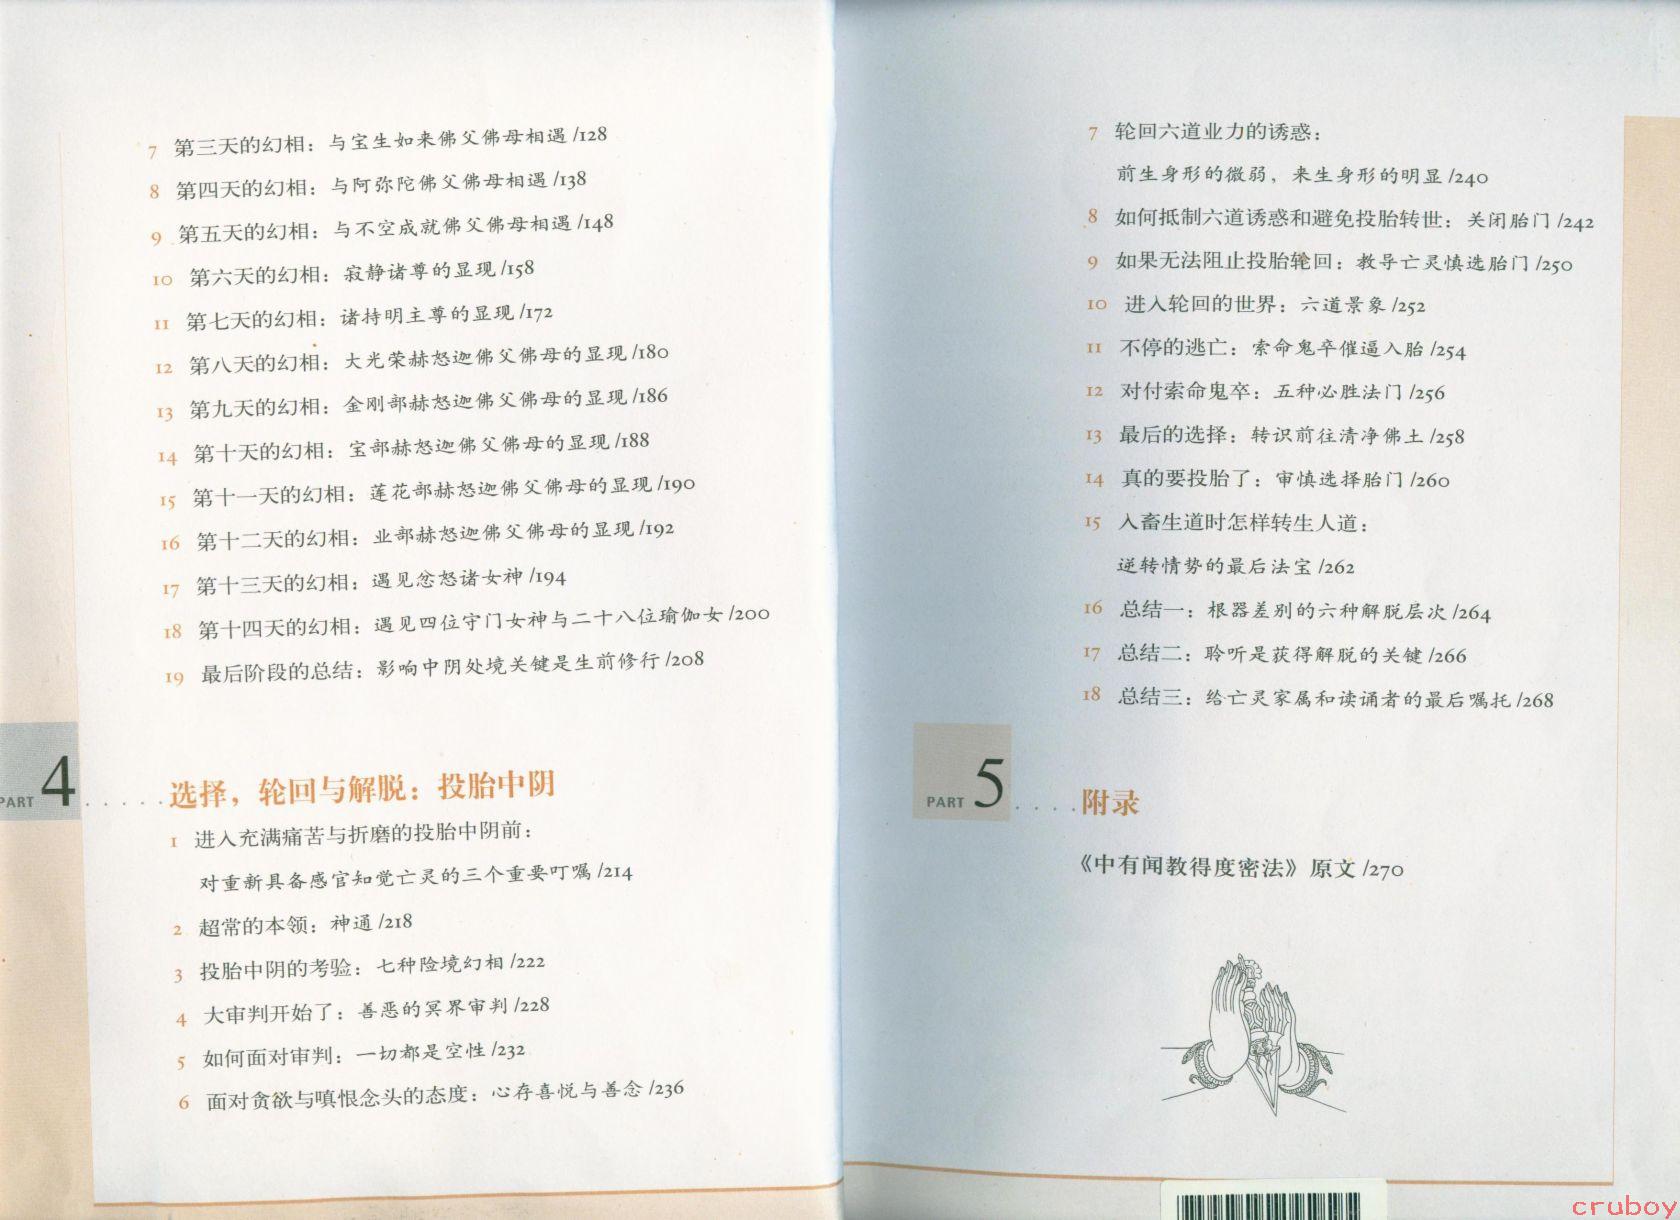 7 第三天的幻相：与宝生如来佛父佛母相遇 /128
8 第四天的幻相：与阿弥陀佛父佛母相遇 /138
9 第五天的幻相：与不空成就佛父佛母相遇 /148
10 第六天的幻相：寂静诸尊的显现 /158
11 第七天的幻相：诸持明主尊的显现 /172
12 第八天的幻相：大光荣赫怒迦佛父佛母的显现 /180
13 第九天的幻相：金刚部赫怒迦佛父佛母的显现 /186
14 第十天的幻相：宝部赫怒迦佛父佛母的显现 /188
15 第十一天的幻相：莲花部赫怒迦佛父佛母的显现 /190
16 第十二天的幻相：业部赫怒迦佛父佛母的显现 /192
17 第十三天的幻相：遇见忿怒诸女神 /194
18 第十四天的幻相：遇见四位守门女神与二十八位瑜伽女 /200
19 最后阶段的总结：影响中阴处境关键是生前修行 /208
PART 4 选择，轮回与解脱：投胎中阴
1 进入充满痛苦与折磨的投胎中阴前：
对重新具备感官知觉亡灵的三个重要叮嘱 /214
2 超常的本领：神通 /218
3 投胎中阴的考验：七种险境幻相 /222
4 大审判开始了：善恶的冥界审判 /228
5 如何面对审判：一切都是空性 /232
6 面对贪欲与嗔恨念头的态度：心存喜悦与善念 /236
7 轮回六道业力的诱惑：
前生身形的微弱，来生身形的明显 /240
8 如何抵制六道诱惑和避免投胎转世：关闭胎门 /242
9 如果无法阻止投胎轮回：教导亡灵慎选胎门 /250
10 进入轮回的世界：六道景象 /252
11 不停的逃亡：索命鬼卒催逼入胎 /254
12 对付索命鬼卒：五种必胜法门 /256
13 最后的选择：转识前往清净佛土 /258
14 真的要投胎了：审慎选择胎门 /260
15 入畜生道时怎样转生人道：
逆转情势的最后法宝 /262
16 总结一：根器差别的六种解脱层次 /264
17 总结二：聆听是获得解脱的关键 /266
18 总结三：给亡灵家属和读诵者的最后嘱托 /268
PART 5 附录
《中有闻教得度密法》原文 /270
cruboy